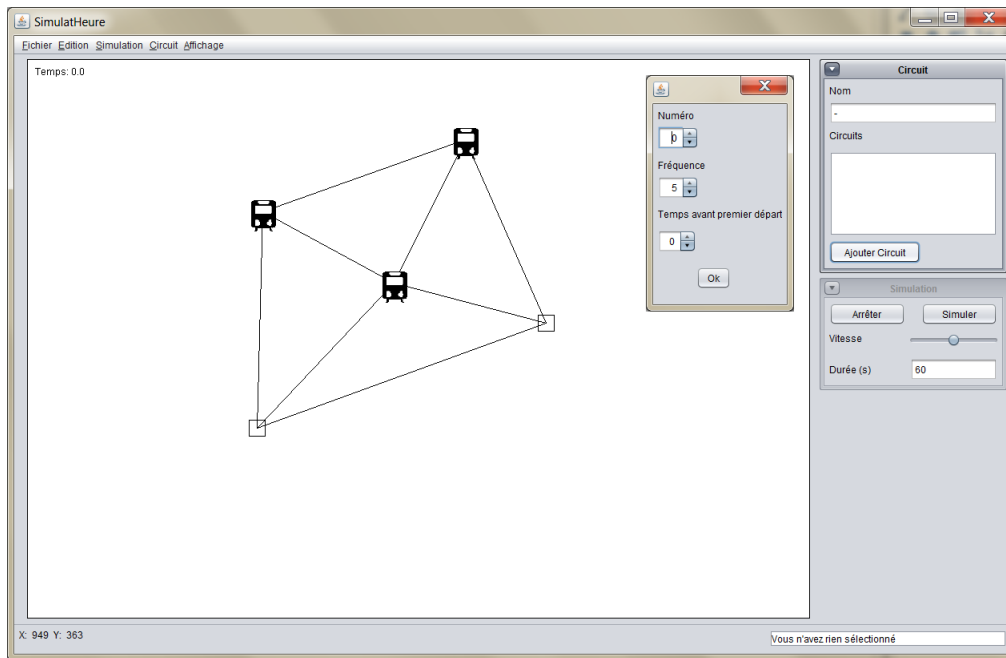 SimulatHeure
Fichier Edition Simulation Circuit Affichage
Temps: 0.0
Numéro
0
Fréquence
5
Temps avant premier départ
0
Ok
Circuit
Nom
-
Circuits
Ajouter Circuit
Simulation
Arrêter Simuler
Vitesse
Durée (s) 60
X: 949 Y: 363
Vous n'avez rien sélectionné